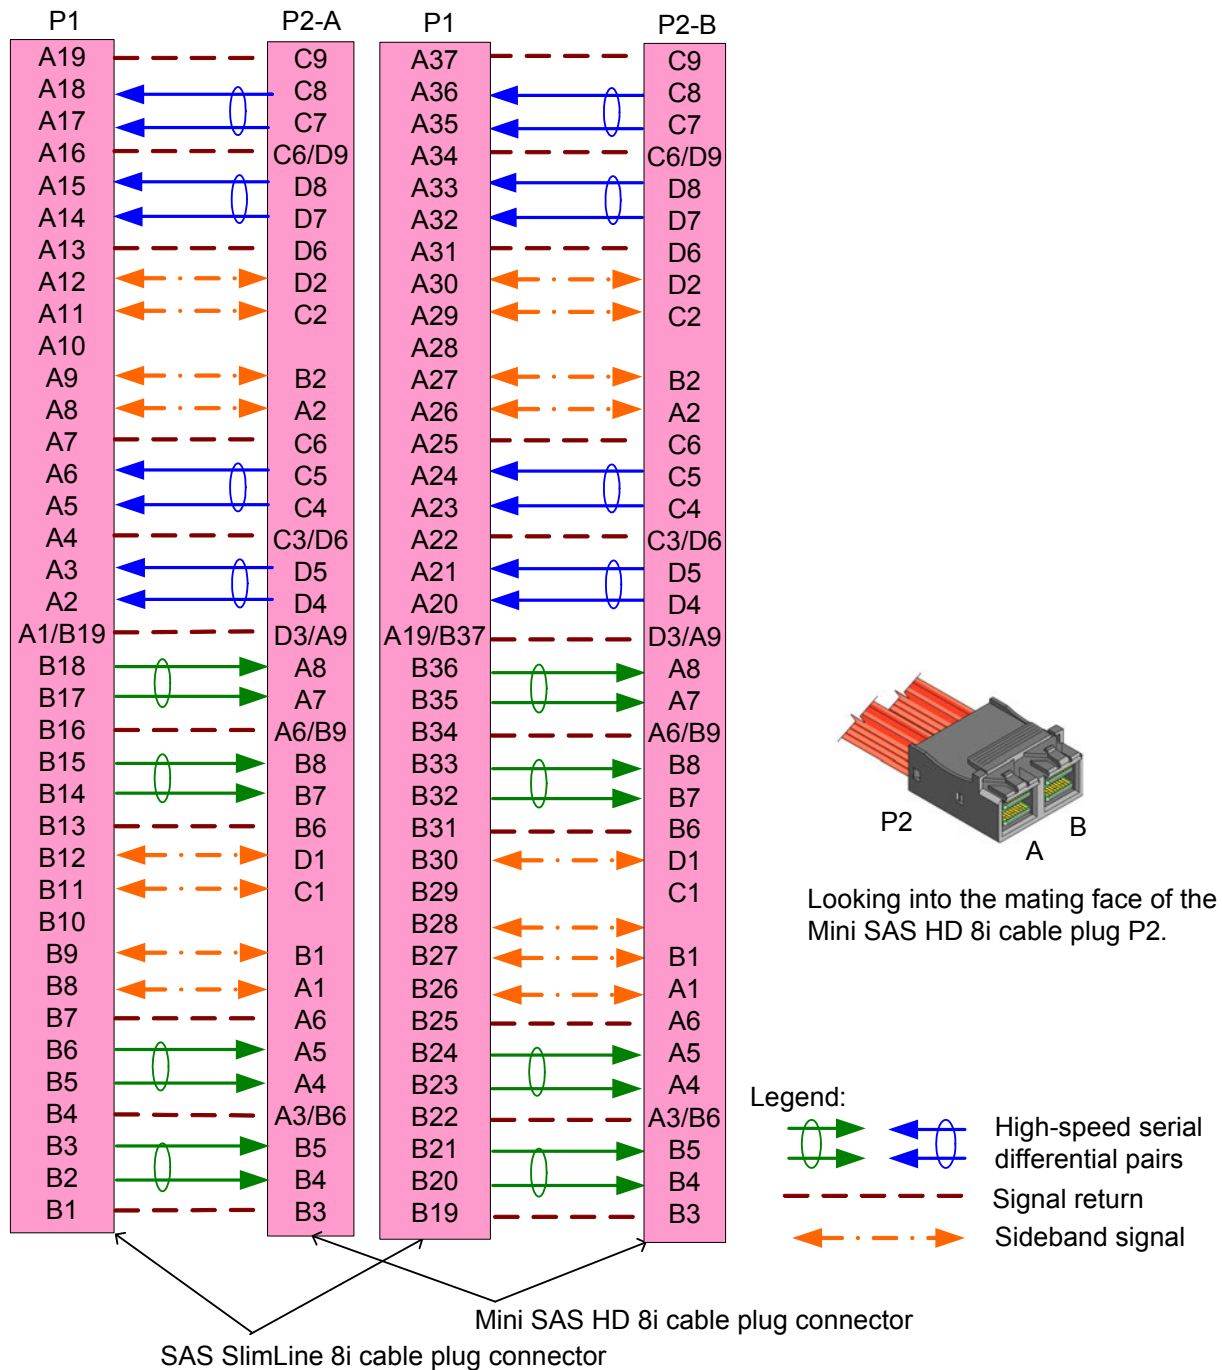 P1 P2-A P1 P2-B
A19 C9 A37 C9
A18 C8 A36 C8
A17 C7 A35 C7
A16 C6/D9 A34 C6/D9
A15 D8 A33 D8
A14 D7 A32 D7
A13 D6 A31 D6
A12 D2 A30 D2
A11 C2 A29 C2
A10 A28
A9 B2 A27 B2
A8 A2 A26 A2
A7 C6 A25 C6
A6 C5 A24 C5
A5 C4 A23 C4
A4 C3/D6 A22 C3/D6
A3 D5 A21 D5
A2 D4 A20 D4
A1/B19 D3/A9 A19/B37 D3/A9
B18 A8 B36 A8
B17 A7 B35 A7
B16 A6/B9 B34 A6/B9
B15 B8 B33 B8
B14 B7 B32 B7
B13 B6 B31 B6
B12 D1 B30 D1
B11 C1 B29 C1
B10 B28
B9 B1 B27 B1
B8 A1 B26 A1
B7 A6 B25 A6
B6 A5 B24 A5
B5 A4 B23 A4
B4 A3/B6 B22 A3/B6
B3 B5 B21 B5
B2 B4 B20 B4
B1 B3 B19 B3
P2
B
A
Looking into the mating face of the
Mini SAS HD 8i cable plug P2.
Legend:
High-speed serial
differential pairs
Signal return
Sideband signal
Mini SAS HD 8i cable plug connector
SAS SlimLine 8i cable plug connector